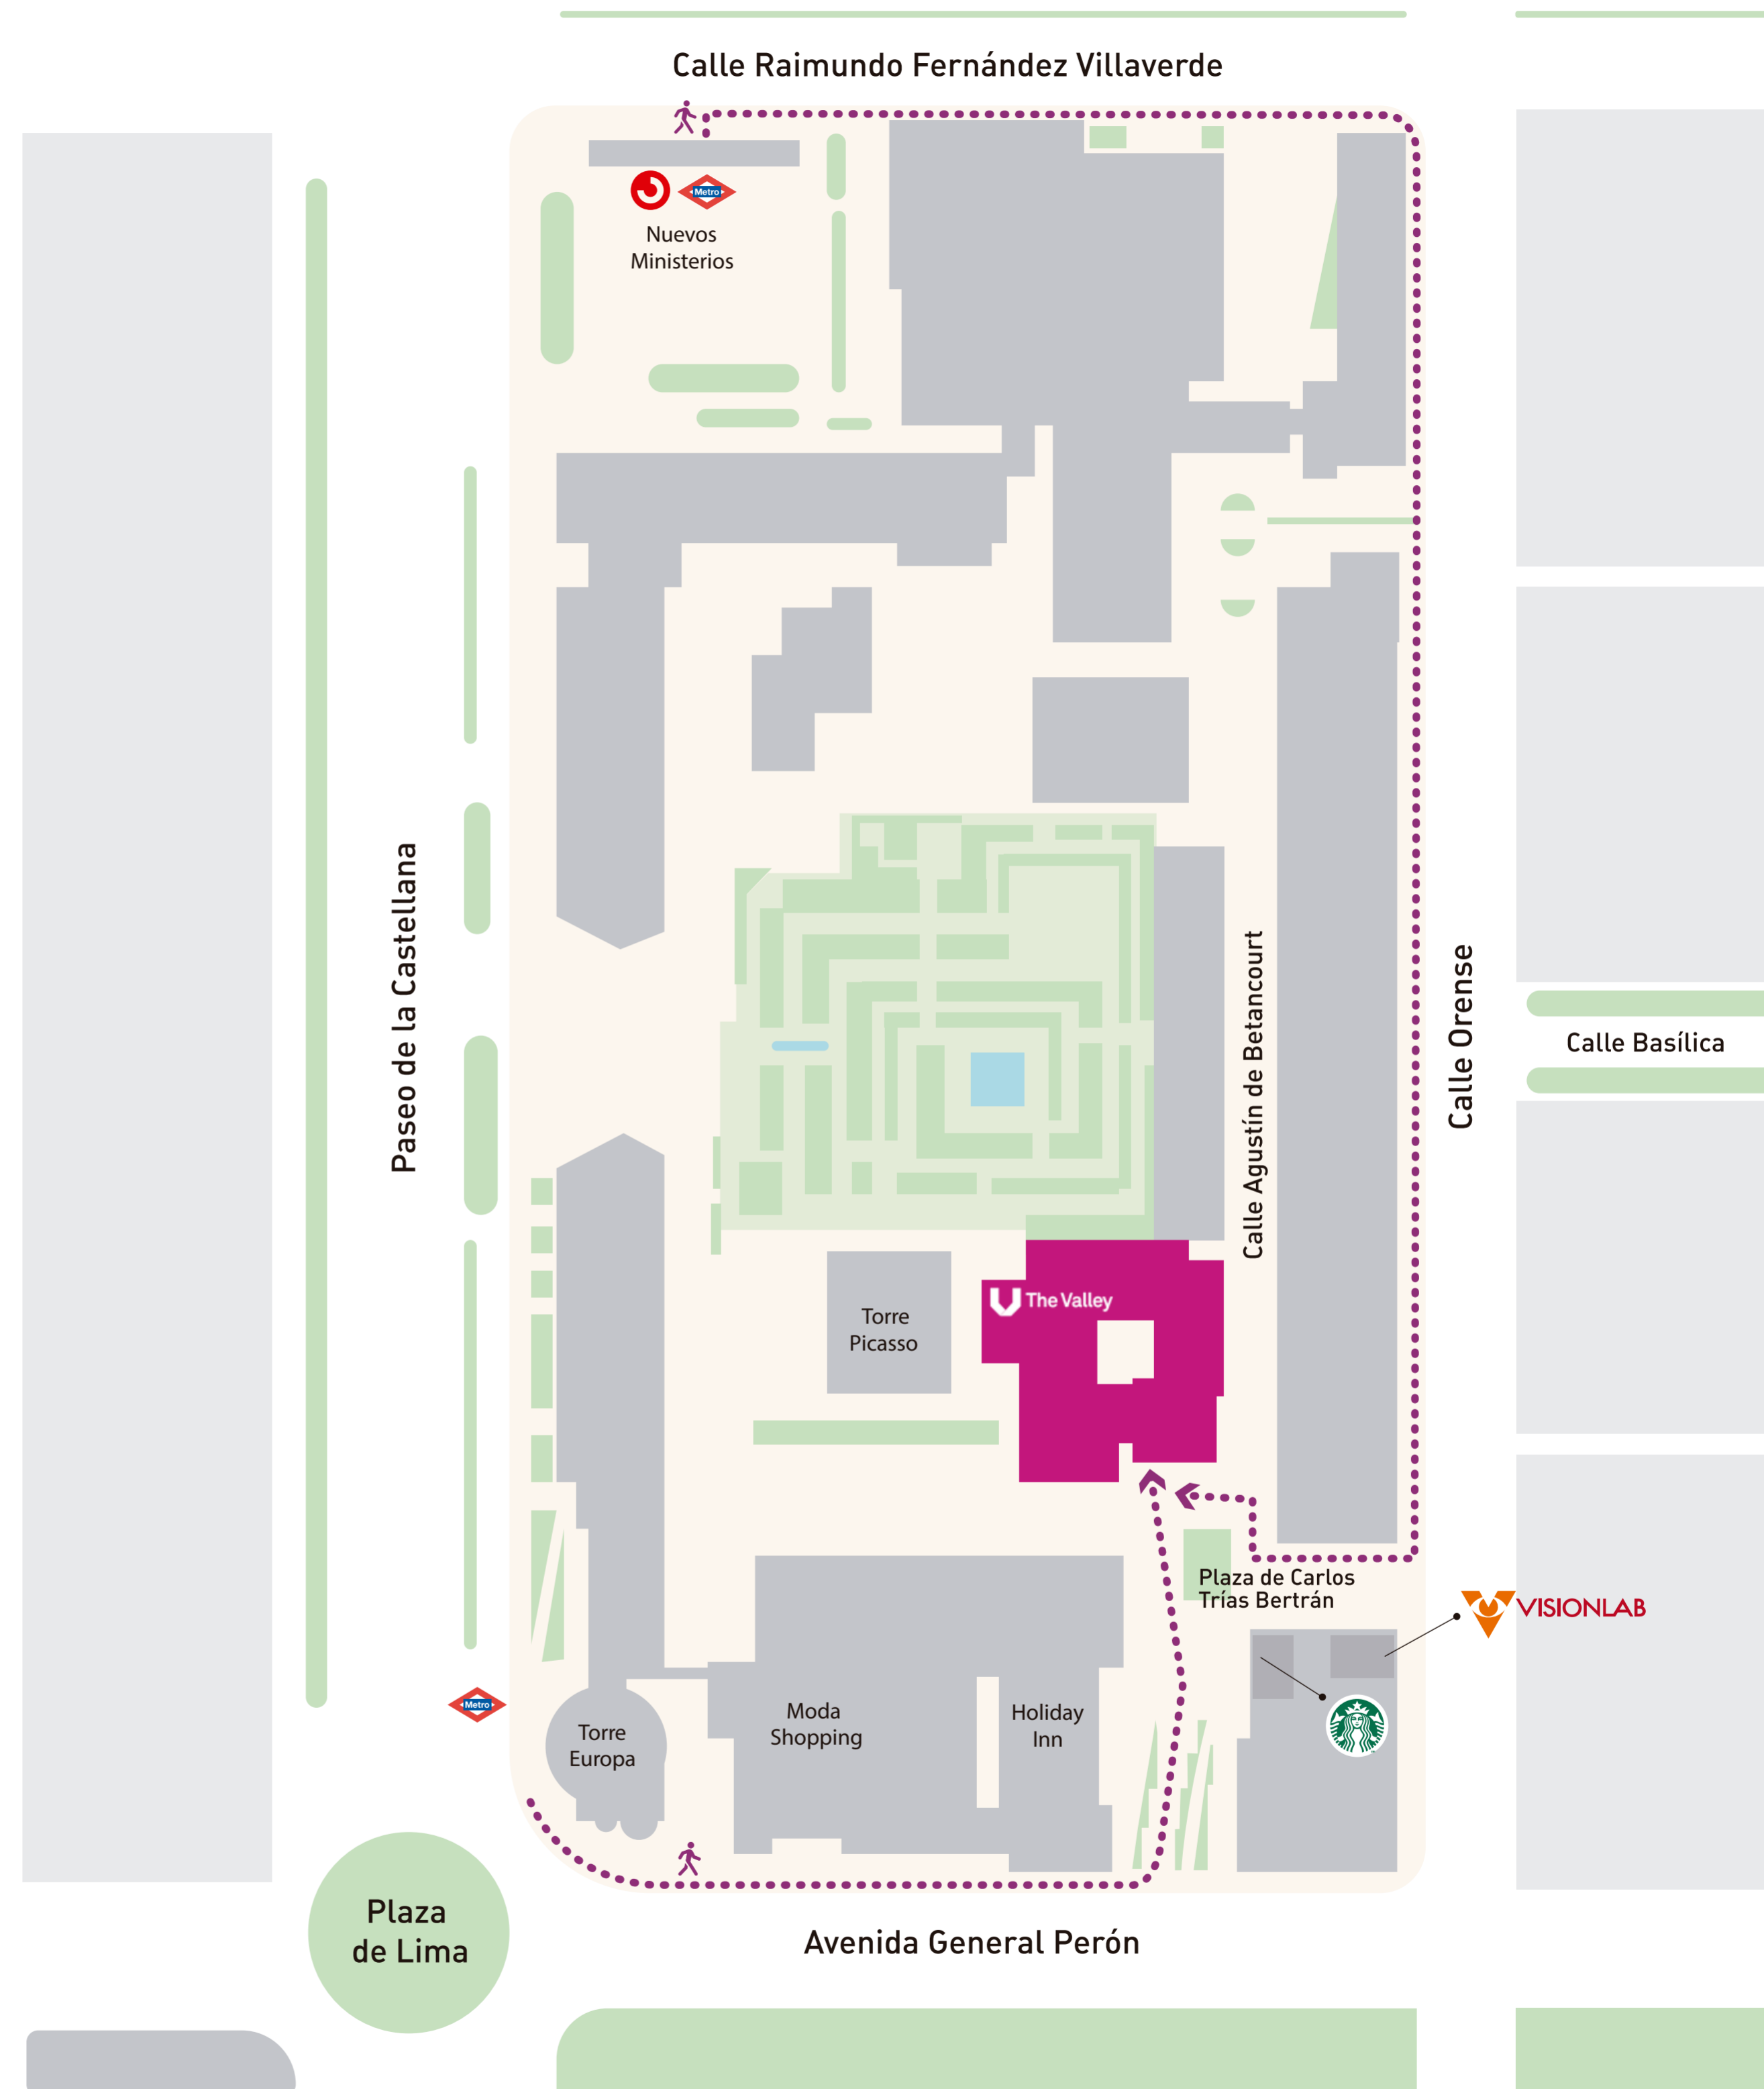 Calle Raimundo Fernández Villaverde
Metro
Nuevos
Ministerios
Paseo de la Castellana
Calle Agustín de Betancourt
Calle Orense
Calle Basílica
The Valley
Torre
Picasso
Plaza de Carlos
Trías Bertrán
VISIONLAB
Metro
Torre
Europa
Moda
Shopping
Holiday
Inn
Plaza
de Lima
Avenida General Perón